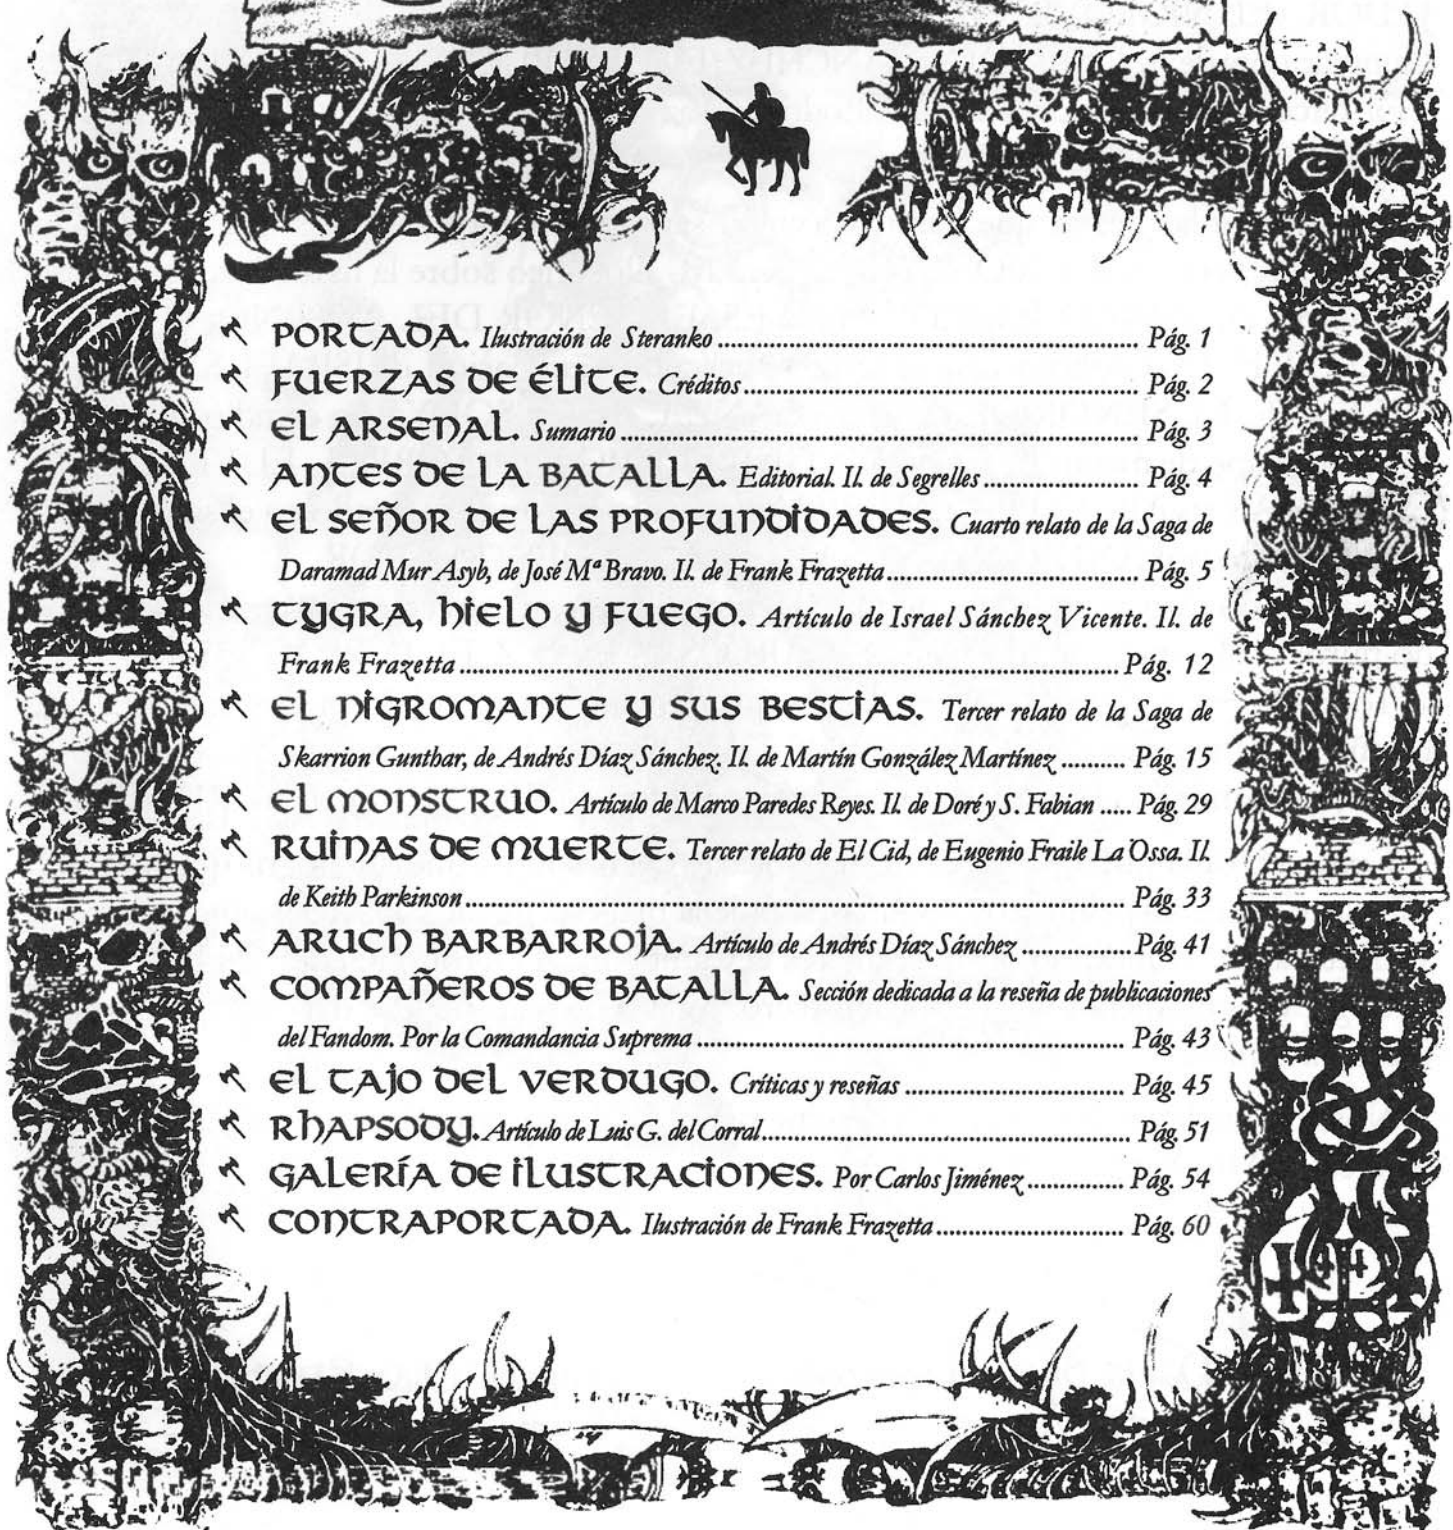 PORTADA. Ilustración de Steranko ........ Pág. 1
FUERZAS DE ÉLITE. Créditos ........ Pág. 2
EL ARSENAL. Sumario ........ Pág. 3
ANTES DE LA BATALLA. Editorial. Il. de Segrelles ........ Pág. 4
EL SEÑOR DE LAS PROFUNDIDADES. Cuarto relato de la Saga de
Daramad Mur Asyb, de José Mª Bravo. Il. de Frank Frazetta ........ Pág. 5
TYGRA, HIELO Y FUEGO. Artículo de Israel Sánchez Vicente. Il. de
Frank Frazetta ........ Pág. 12
EL NIGROMANTE Y SUS BESTIAS. Tercer relato de la Saga de
Skarrion Gunthar, de Andrés Díaz Sánchez. Il. de Martín González Martínez ........ Pág. 15
EL MONSTRUO. Artículo de Marco Paredes Reyes. Il. de Doré y S. Fabian ..... Pág. 29
RUINAS DE MUERTE. Tercer relato de El Cid, de Eugenio Fraile La Ossa. Il.
de Keith Parkinson ........ Pág. 33
ARUCH BARBARROJA. Artículo de Andrés Díaz Sánchez ........ Pág. 41
COMPAÑEROS DE BATALLA. Sección dedicada a la reseña de publicaciones
del Fandom. Por la Comandancia Suprema ........ Pág. 43
EL TAJO DEL VERDUGO. Críticas y reseñas ........ Pág. 45
RHAPSODY. Artículo de Luis G. del Corral ........ Pág. 51
GALERÍA DE ILUSTRACIONES. Por Carlos Jiménez ........ Pág. 54
CONTRAPORTADA. Ilustración de Frank Frazetta ........ Pág. 60